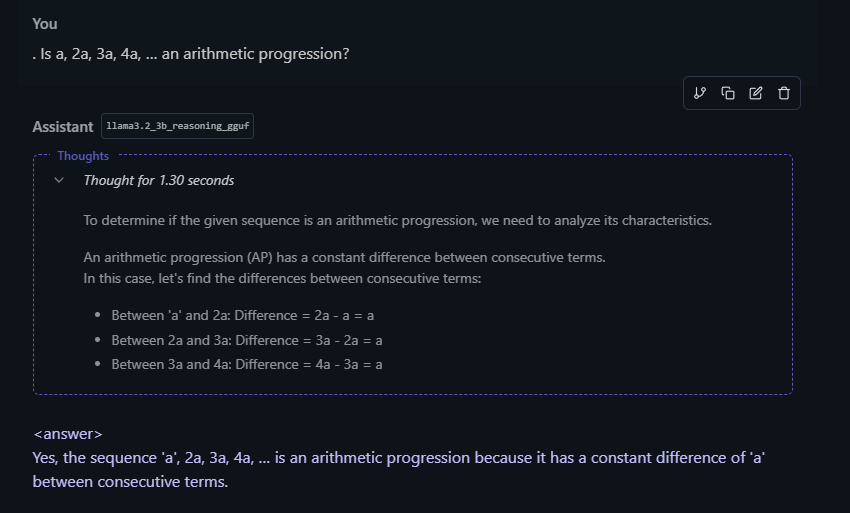 You
. Is a, 2a, 3a, 4a, ... an arithmetic progression?
Assistant llama3.2_3b_reasoning_gguf
Thoughts
Thought for 1.30 seconds
To determine if the given sequence is an arithmetic progression, we need to analyze its characteristics.
An arithmetic progression (AP) has a constant difference between consecutive terms.
In this case, let's find the differences between consecutive terms:
• Between 'a' and 2a: Difference = 2a - a = a
• Between 2a and 3a: Difference = 3a - 2a = a
• Between 3a and 4a: Difference = 4a - 3a = a
<answer>
Yes, the sequence 'a', 2a, 3a, 4a, ... is an arithmetic progression because it has a constant difference of 'a'
between consecutive terms.